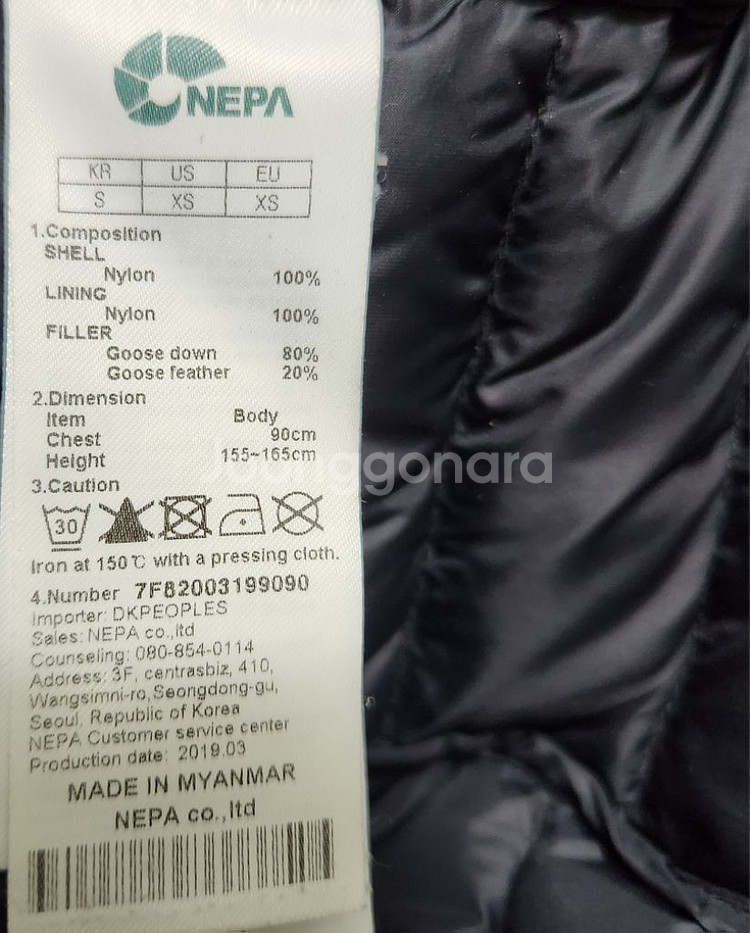 NEPA
KR US EU
S XS XS
1.Composition
SHELL
Nylon 100%
LINING
Nylon 100%
FILLER
Goose down 80%
Goose feather 20%
2.Dimension
Item Body
Chest 90cm
Height 155~165cm
Joonggonara
3.Caution
30
Iron at 150℃ with a pressing cloth.
4.Number 7F82003199090
Importer: DKPEOPLES
Sales: NEPA co.,ltd
Counseling: 080-854-0114
Address: 3F, centrasbiz, 410,
Wangsimni-ro,Seongdong-gu,
Seoul, Republic of Korea
NEPA Customer service center
Production date: 2019.03
MADE IN MYANMAR
NEPA co.,ltd